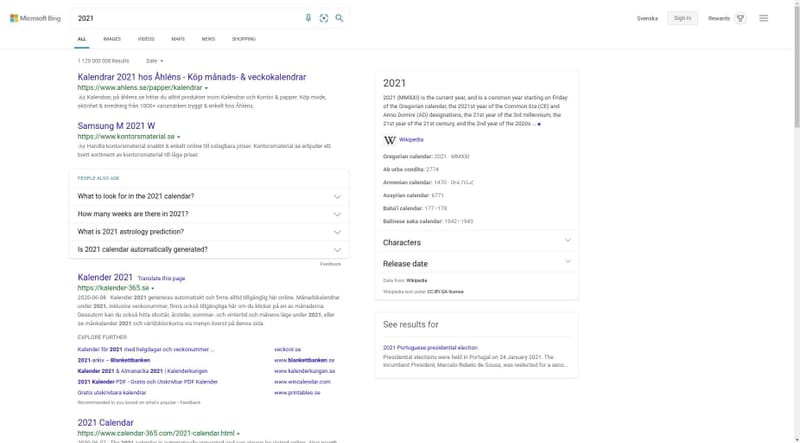 Microsoft Bing
2021
Svenska
Sign in
Rewards
ALL
IMAGES
VIDEOS
MAPS
NEWS
SHOPPING
1 120 000 000 Results
Date
Kalendrar 2021 hos Åhléns - Köp månads- & veckokalendrar
https://www.ahlens.se/papper/kalendrar
Ad Kalendrar, på åhlens.se hittar du alltid produkter inom Kalendrar och Kontor & papper. Köp mode,
skönhet & inredning från 1000+ varumärken tryggt & enkelt hos Åhléns.
Samsung M 2021 W
https://www.kontorsmaterial.se
Ad Handla kontorsmaterial snabbt & enkelt online till oslagbara priser. Kontorsmaterial.se erbjuder ett
brett sortiment av kontorsmaterial till låga priser.
PEOPLE ALSO ASK
What to look for in the 2021 calendar?
How many weeks are there in 2021?
What is 2021 astrology prediction?
Is 2021 calendar automatically generated?
Feedback
Kalender 2021 Translate this page
https://kalender-365.se
2020-06-08 · Kalender 2021 genereras automatiskt och finns alltid tillgänglig här online. Månadskalendrar
under 2021, inklusive veckonummer, finns också tillgängliga här om du klickar på en av månaderna.
Dessutom kan du också hitta skottår, årstider, sommar- och vintertid och månens läge under 2021, eller
se månkalender och världsklockorna via menyn överst på denna sida.
EXPLORE FURTHER
Kalender för 2021 med helgdagar och veckonummer ...
veckonr.se
2021-arkiv – Blankettbanken
www.blankettbanken.se
Kalender 2021 & Almanacka 2021 | Kalenderkungen
www.kalenderkungen.se
2021 Kalender PDF - Gratis och Utskrivbar PDF Kalender
www.wincalendar.com
Gratis utskrivbara kalendrar
www.printables.se
Recommended to you based on what's popular · Feedback
2021 Calendar
https://www.calendar-365.com/2021-calendar.html
2021
2021 (MMXXI) is the current year, and is a common year starting on Friday
of the Gregorian calendar, the 2021st year of the Common Era (CE) and
Anno Domini (AD) designations, the 21st year of the 3rd millennium, the
21st year of the 21st century, and the 2nd year of the 2020s ...
W Wikipedia
Gregorian calendar: 2021 · MMXXI
Ab urbe condita: 2774
Armenian calendar: 1470 ·
Assyrian calendar: 6771
Bahá'í calendar: 177–178
Balinese saka calendar: 1942–1943
Characters
Release date
Data from: Wikipedia
Wikipedia text under CC-BY-SA license
See results for
2021 Portuguese presidential election
Presidential elections were held in Portugal on 24 January 2021. The
incumbent President, Marcelo Rebelo de Sousa, was reelected for a seco...